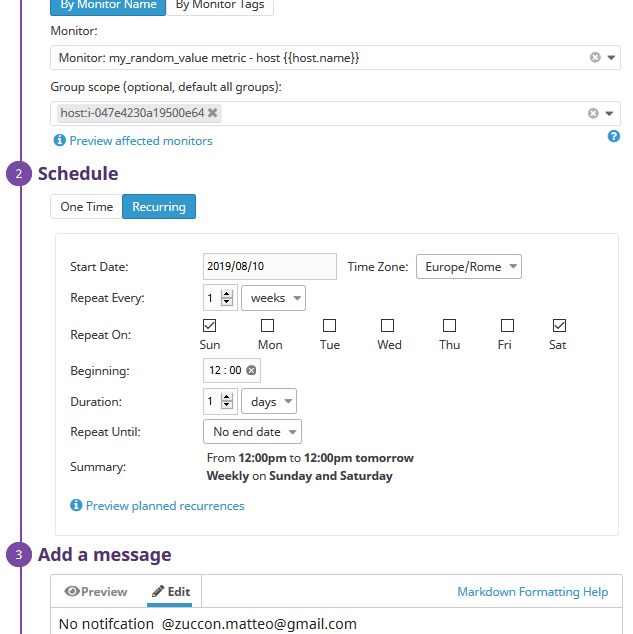 By Monitor Name By Monitor Tags
Monitor:
Monitor: my_random_value metric - host {{host.name}}
Group scope (optional, default all groups):
host:i-047e4230a19500e64
Preview affected monitors
2 Schedule
One Time Recurring
Start Date: 2019/08/10 Time Zone: Europe/Rome
Repeat Every: 1 weeks
Repeat On:
Sun Mon Tue Wed Thu Fri Sat
Beginning: 12 : 00
Duration: 1 days
Repeat Until: No end date
Summary: From 12:00pm to 12:00pm tomorrow
Weekly on Sunday and Saturday
Preview planned recurrences
3 Add a message
Preview Edit Markdown Formatting Help
No notifcation @zuccon.matteo@gmail.com